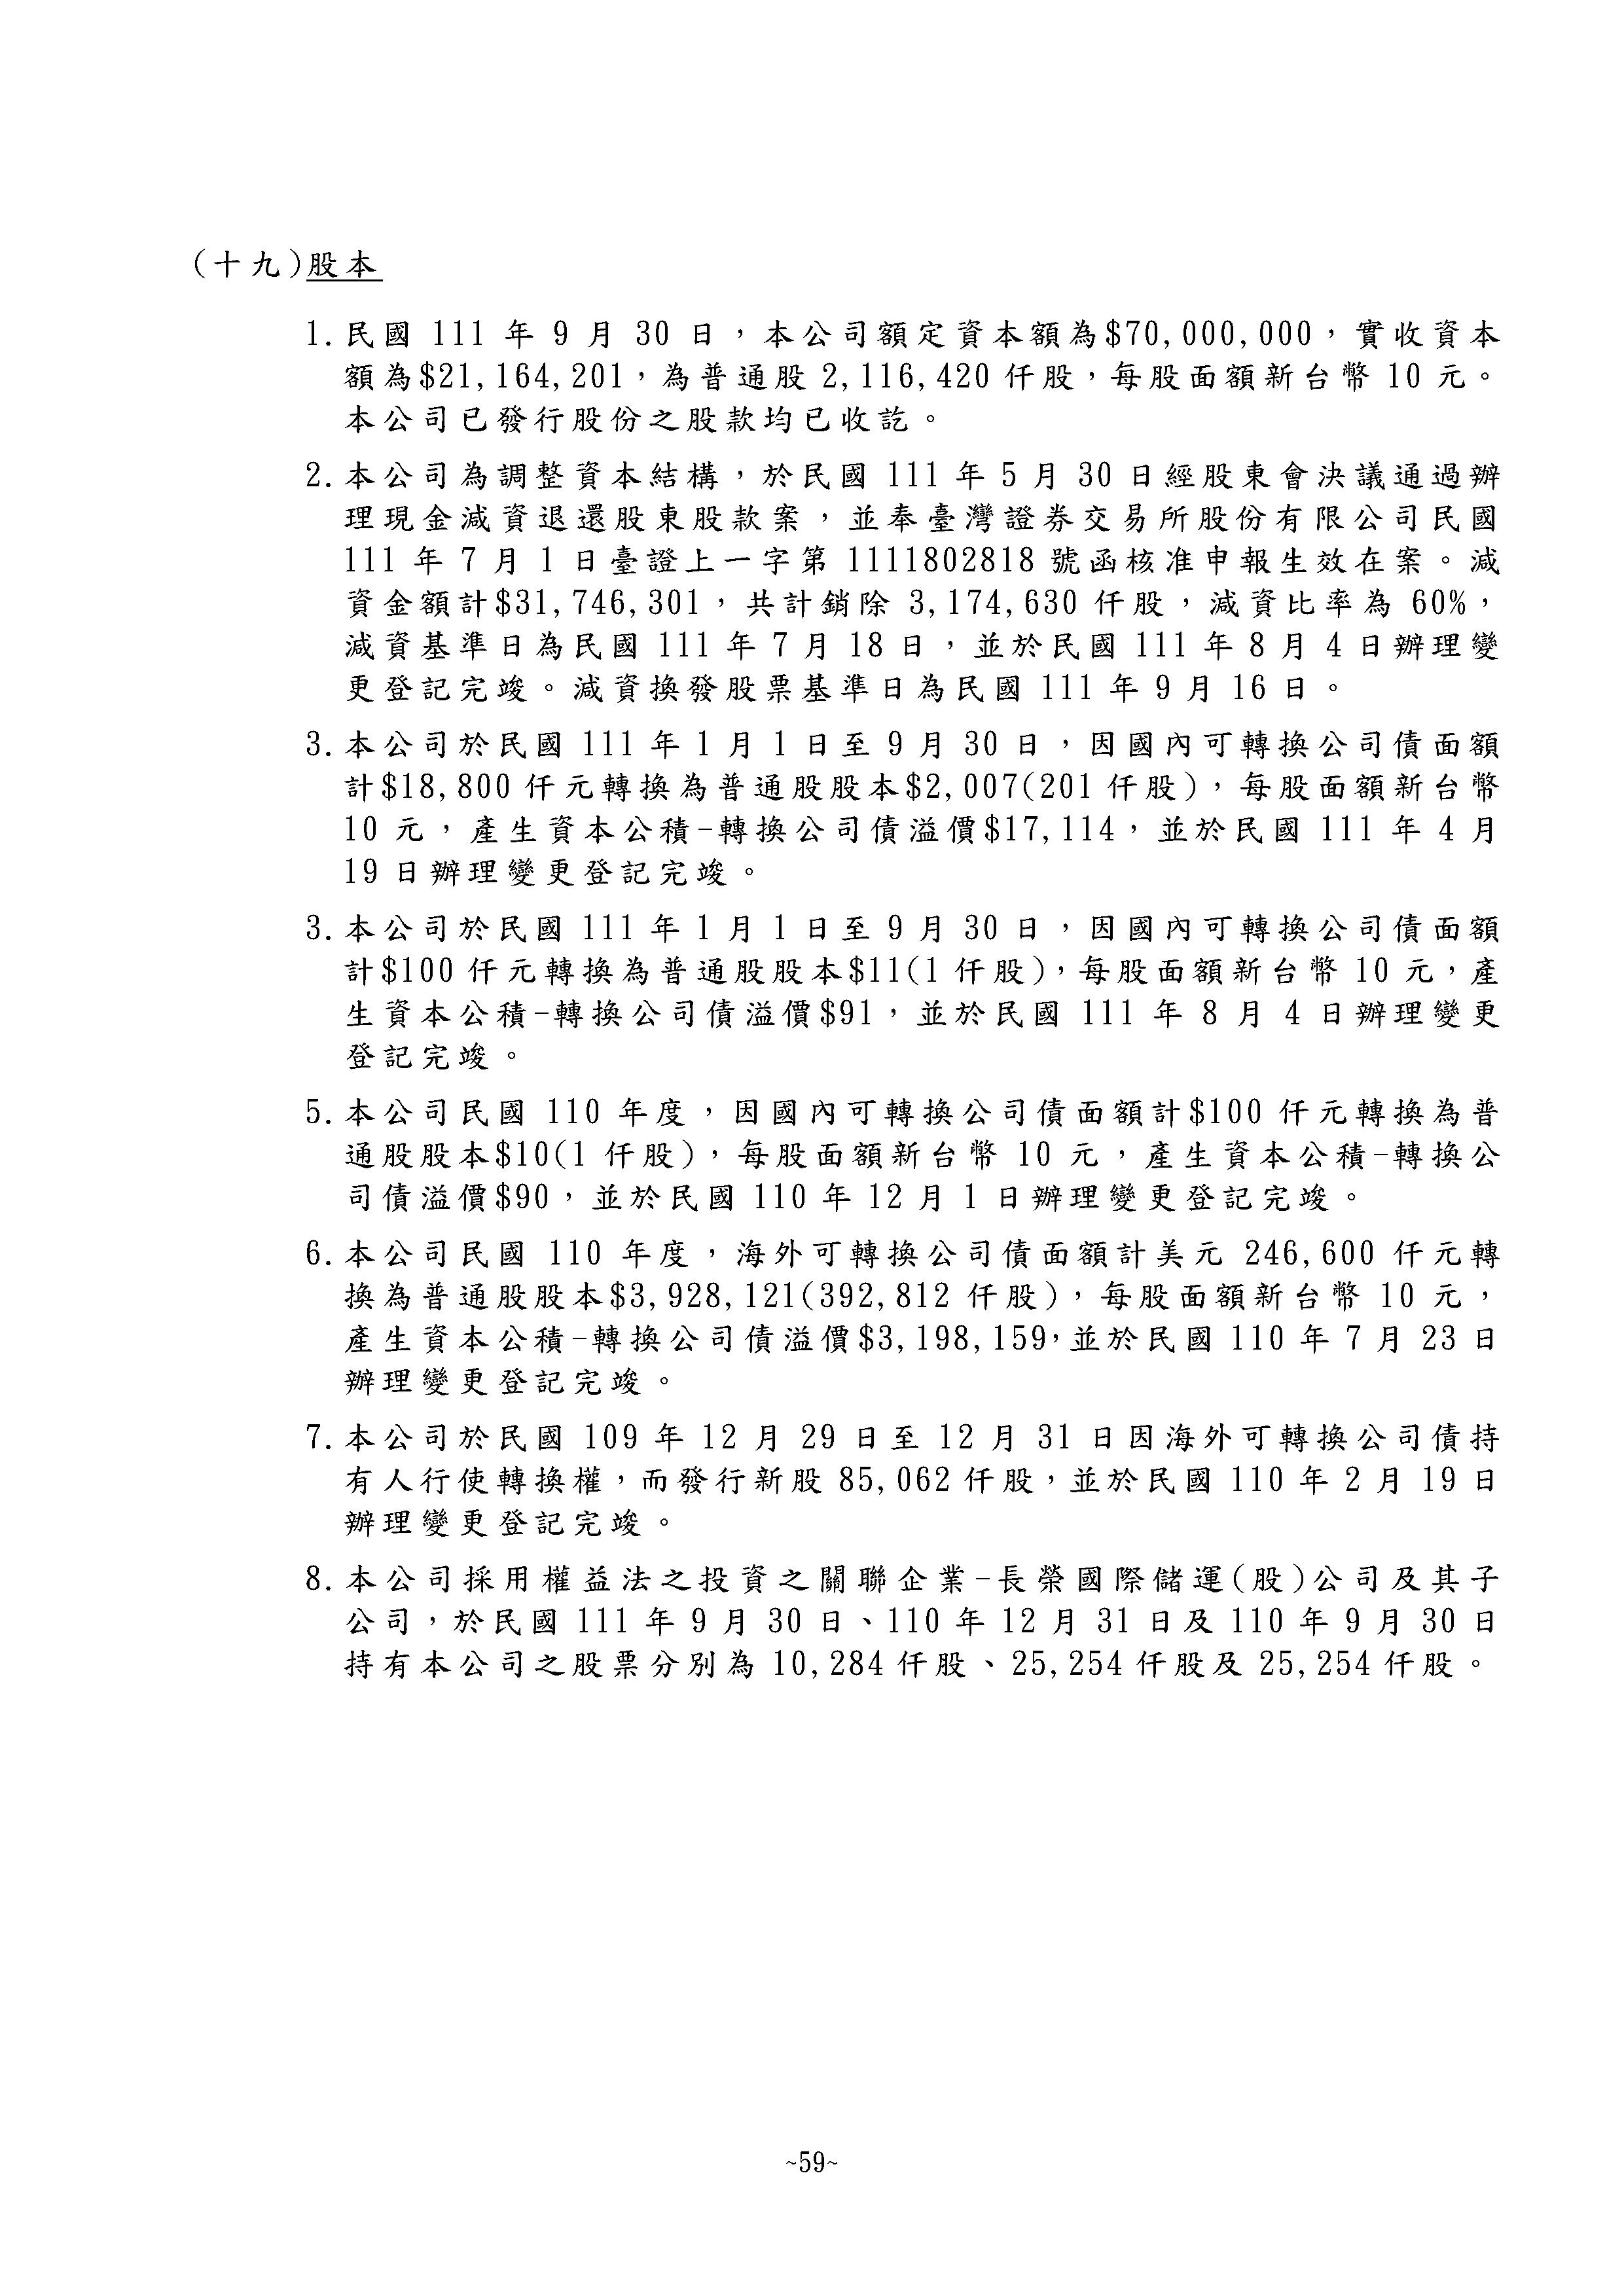 (十九)股本
1.民國 111 年 9 月 30 日，本公司額定資本額為$70,000,000，實收資本
額為$21,164,201，為普通股 2,116,420 仟股，每股面額新台幣 10 元。
本公司已發行股份之股款均已收訖。
2.本公司為調整資本結構，於民國 111 年 5 月 30 日經股東會決議通過辦
理現金減資退還股東股款案，並奉臺灣證券交易所股份有限公司民國
111 年 7 月 1 日臺證上一字第 1111802818 號函核准申報生效在案。減
資金額計$31,746,301，共計銷除 3,174,630 仟股，減資比率為 60%，
減資基準日為民國 111 年 7 月 18 日，並於民國 111 年 8 月 4 日辦理變
更登記完竣。減資換發股票基準日為民國 111 年 9 月 16 日。
3.本公司於民國 111 年 1 月 1 日至 9 月 30 日，因國內可轉換公司債面額
計$18,800 仟元轉換為普通股股本$2,007(201 仟股)，每股面額新台幣
10 元，產生資本公積-轉換公司債溢價$17,114，並於民國 111 年 4 月
19 日辦理變更登記完竣。
3.本公司於民國 111 年 1 月 1 日至 9 月 30 日，因國內可轉換公司債面額
計$100 仟元轉換為普通股股本$11(1 仟股)，每股面額新台幣 10 元，產
生資本公積-轉換公司債溢價$91，並於民國 111 年 8 月 4 日辦理變更
登記完竣。
5.本公司民國 110 年度，因國內可轉換公司債面額計$100 仟元轉換為普
通股股本$10(1 仟股)，每股面額新台幣 10 元，產生資本公積-轉換公
司債溢價$90，並於民國 110 年 12 月 1 日辦理變更登記完竣。
6.本公司民國 110 年度，海外可轉換公司債面額計美元 246,600 仟元轉
換為普通股股本$3,928,121(392,812 仟股)，每股面額新台幣 10 元，
產生資本公積-轉換公司債溢價$3,198,159，並於民國 110 年 7 月 23 日
辦理變更登記完竣。
7.本公司於民國 109 年 12 月 29 日至 12 月 31 日因海外可轉換公司債持
有人行使轉換權，而發行新股 85,062 仟股，並於民國 110 年 2 月 19 日
辦理變更登記完竣。
8.本公司採用權益法之投資之關聯企業-長榮國際儲運(股)公司及其子
公司，於民國 111 年 9 月 30 日、110 年 12 月 31 日及 110 年 9 月 30 日
持有本公司之股票分別為 10,284 仟股、25,254 仟股及 25,254 仟股。
~59~